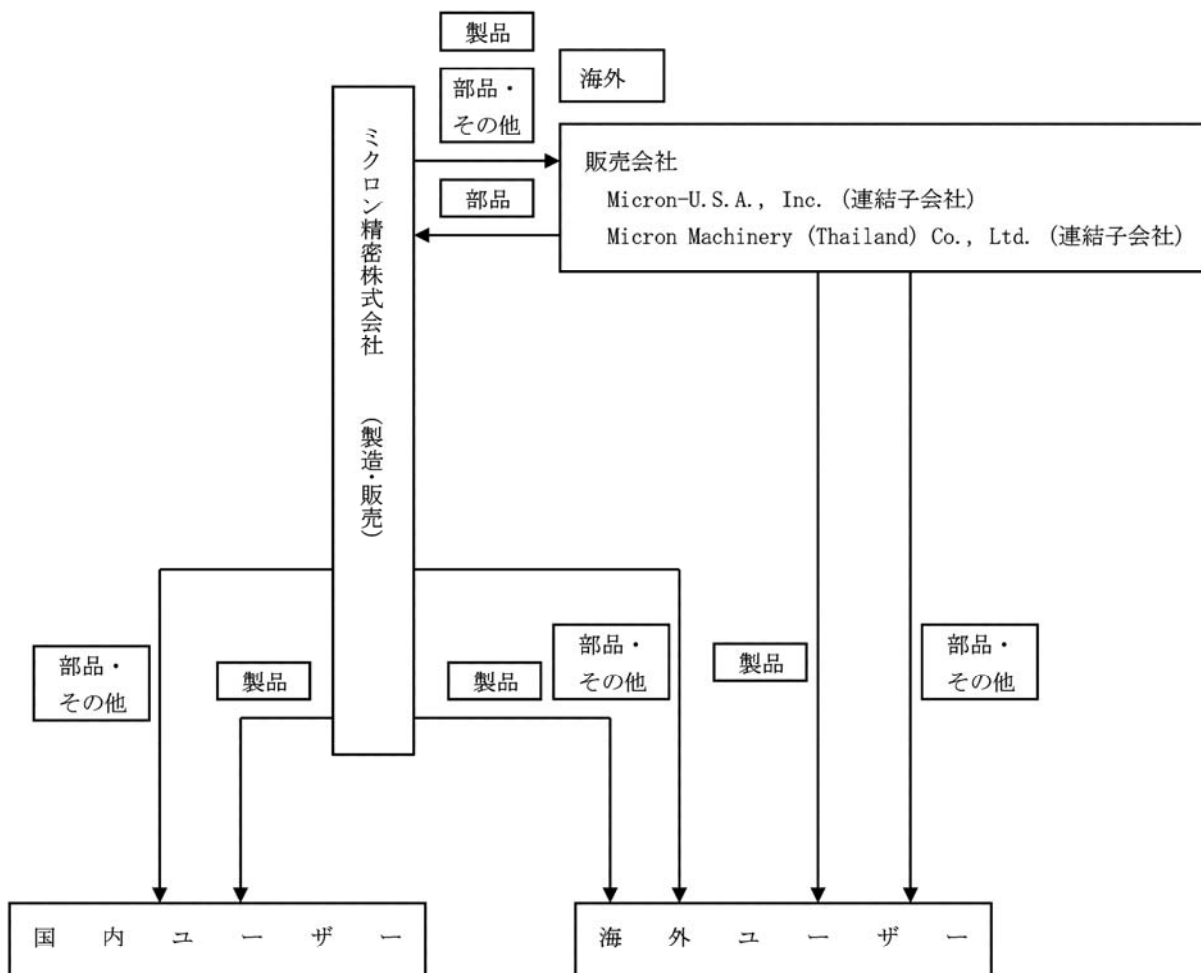 製品
部品・
その他
海外
ミクロン精密株式会社 （製造・販売）
販売会社
Micron-U.S.A., Inc. (連結子会社)
Micron Machinery (Thailand) Co., Ltd. (連結子会社)
部品
部品・
その他
製品
製品
部品・
その他
製品
部品・
その他
国内ユーザー
海外ユーザー